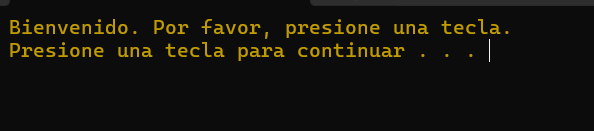 Bienvenido. Por favor, presione una tecla.
Presione una tecla para continuar . . .